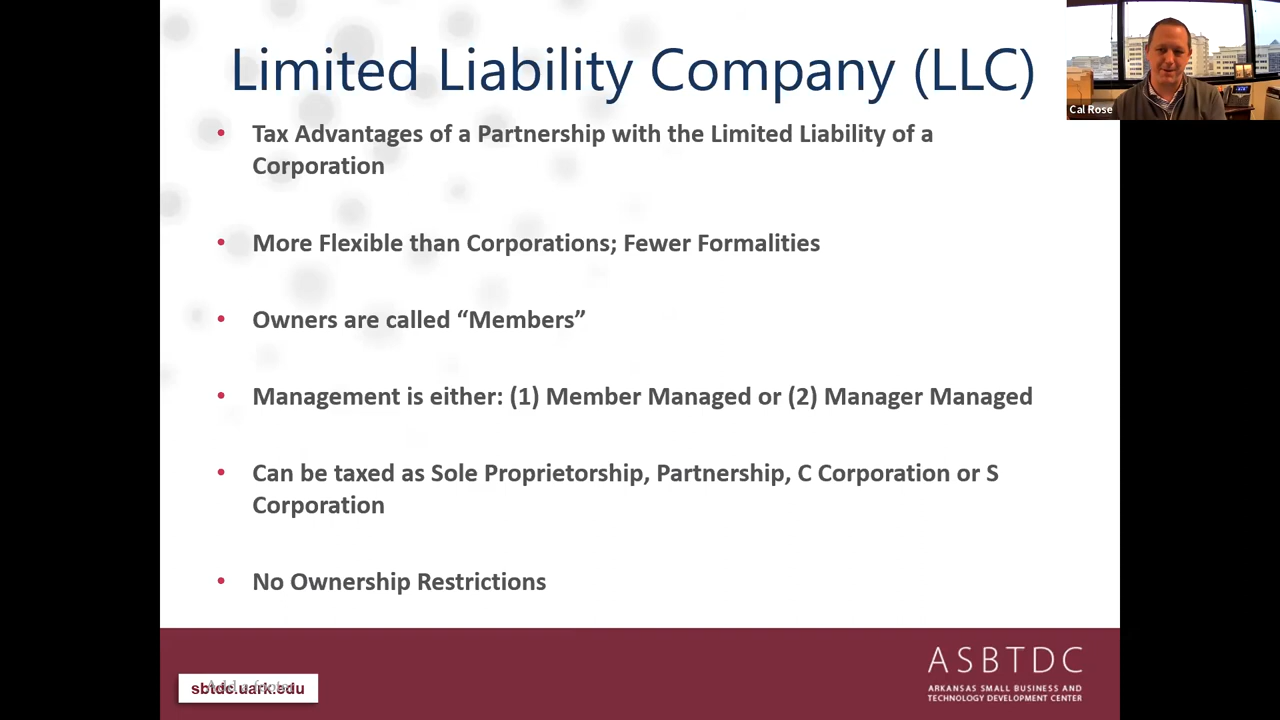 Limited Liability Company (LLC)
Cal Rose
• Tax Advantages of a Partnership with the Limited Liability of a
Corporation
• More Flexible than Corporations; Fewer Formalities
• Owners are called “Members”
• Management is either: (1) Member Managed or (2) Manager Managed
• Can be taxed as Sole Proprietorship, Partnership, C Corporation or S
Corporation
• No Ownership Restrictions
sbtdc.uark.edu
Add a footer
ASBTDC
ARKANSAS SMALL BUSINESS AND
TECHNOLOGY DEVELOPMENT CENTER